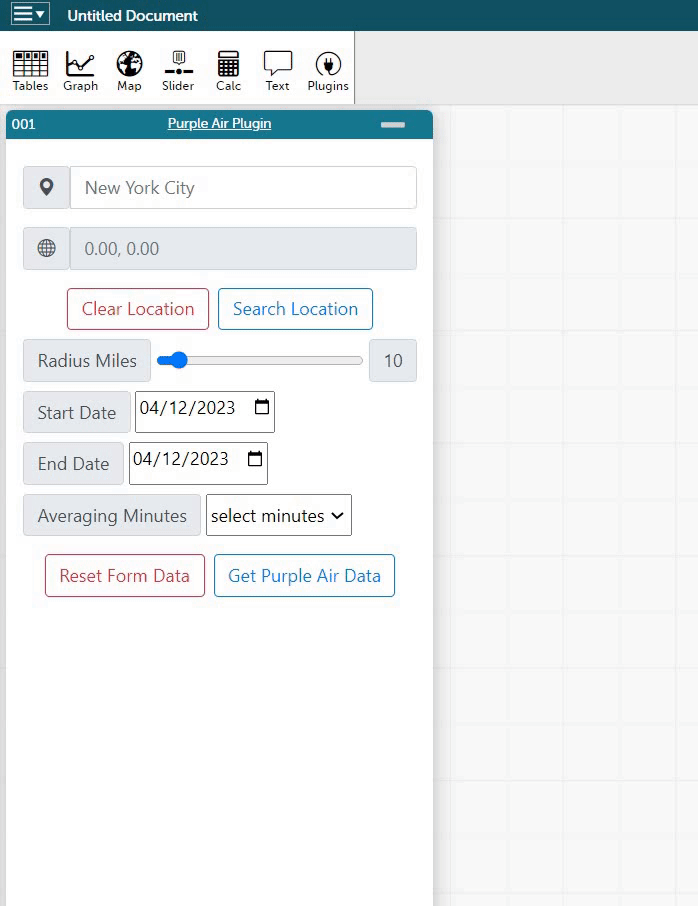 Untitled Document
Tables Graph Map Slider Calc Text Plugins
001 Purple Air Plugin
New York City
0.00, 0.00
Clear Location Search Location
Radius Miles 10
Start Date 04/12/2023
End Date 04/12/2023
Averaging Minutes select minutes
Reset Form Data Get Purple Air Data